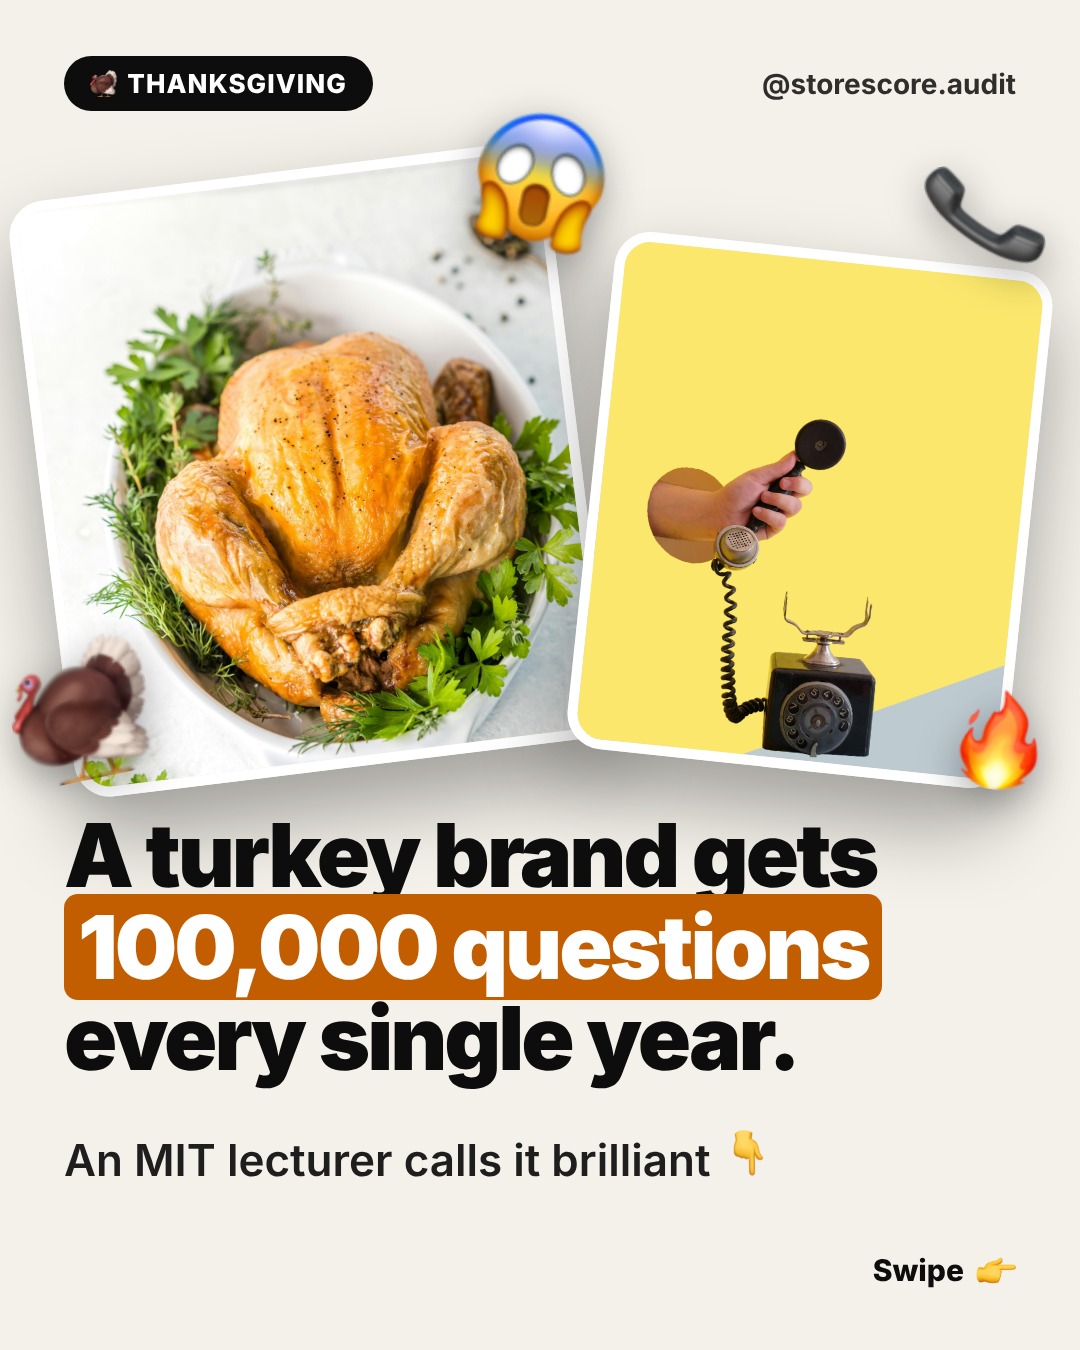 🦃 THANKSGIVING
@storescore.audit
A turkey brand gets
100,000 questions
every single year.
An MIT lecturer calls it brilliant 👇
Swipe 👉